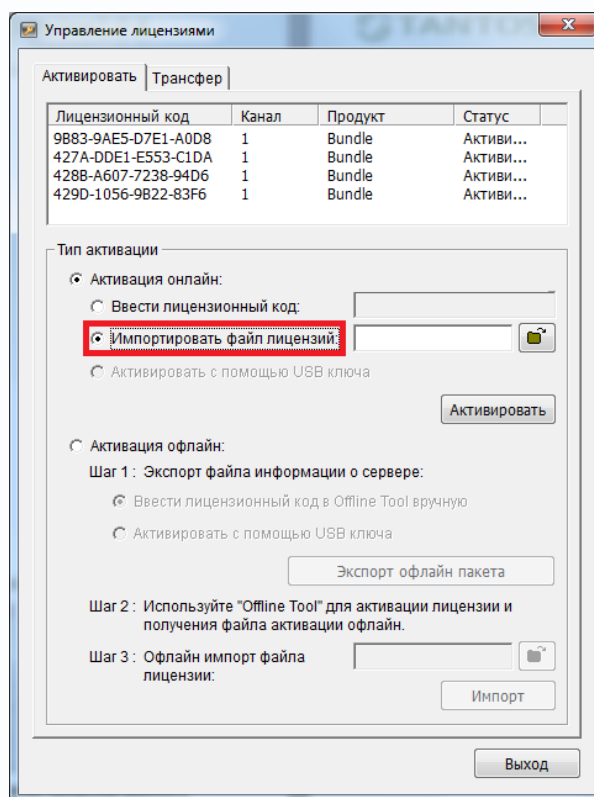 TANTOS
Управление лицензиями
Активировать Трансфер
Лицензионный код Канал Продукт Статус
9B83-9AE5-D7E1-A0D8 1 Bundle Активи...
427A-DDE1-E553-C1DA 1 Bundle Активи...
428B-A607-7238-94D6 1 Bundle Активи...
429D-1056-9B22-83F6 1 Bundle Активи...
Тип активации
Активация онлайн:
Ввести лицензионный код:
Импортировать файл лицензий:
Активировать с помощью USB ключа
Активировать
Активация офлайн:
Шаг 1 : Экспорт файла информации о сервере:
Ввести лицензионный код в Offline Tool вручную
Активировать с помощью USB ключа
Экспорт офлайн пакета
Шаг 2 : Используйте "Offline Tool" для активации лицензии и
получения файла активации офлайн.
Шаг 3 : Офлайн импорт файла
лицензии:
Импорт
Выход